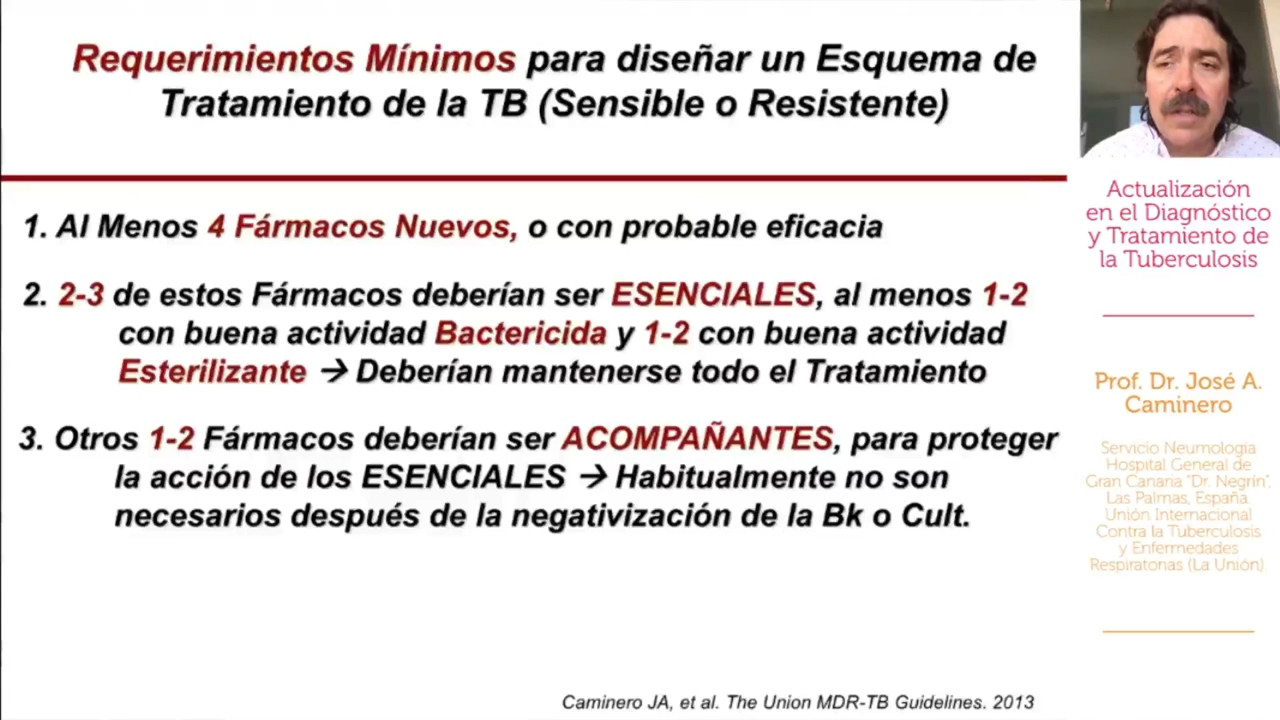 Requerimientos Mínimos para diseñar un Esquema de
Tratamiento de la TB (Sensible o Resistente)
1. Al Menos 4 Fármacos Nuevos, o con probable eficacia
2. 2-3 de estos Fármacos deberían ser ESENCIALES, al menos 1-2
con buena actividad Bactericida y 1-2 con buena actividad
Esterilizante → Deberían mantenerse todo el Tratamiento
3. Otros 1-2 Fármacos deberían ser ACOMPAÑANTES, para proteger
la acción de los ESENCIALES → Habitualmente no son
necesarios después de la negativización de la Bk o Cult.
Caminero JA, et al. The Union MDR-TB Guidelines. 2013
Actualización
en el Diagnóstico
y Tratamiento de
la Tuberculosis
Prof. Dr. José A.
Caminero
Servicio Neumologia
Hospital General de
Gran Canaria "Dr. Negrín".
Las Palmas, España.
Unión Internacional
Contra la Tuberculosis
y Enfermedades
Respiratorias (La Unión)